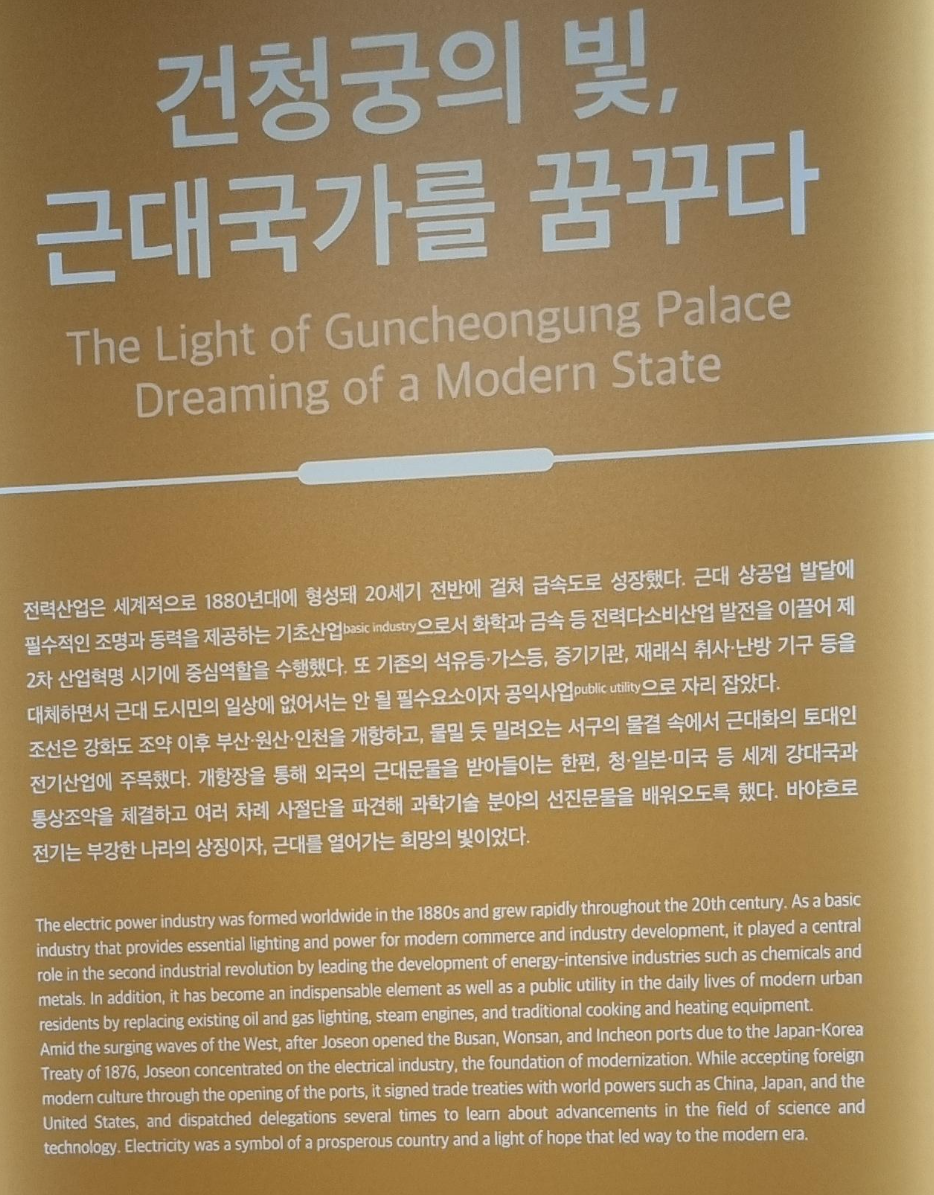 건청궁의 빛,
근대국가를 꿈꾸다
The Light of Guncheongung Palace
Dreaming of a Modern State
전력산업은 세계적으로 1880년대에 형성돼 20세기 전반에 걸쳐 급속도로 성장했다. 근대 상공업 발달에
필수적인 조명과 동력을 제공하는 기초산업basic industry으로서 화학과 금속 등 전력다소비산업 발전을 이끌어 제
2차 산업혁명 시기에 중심역할을 수행했다. 또 기존의 석유등·가스등, 증기기관, 재래식 취사·난방 기구 등을
대체하면서 근대 도시민의 일상에 없어서는 안 될 필수요소이자 공익사업public utility으로 자리 잡았다.
조선은 강화도 조약 이후 부산·원산·인천을 개항하고, 물밀 듯 밀려오는 서구의 물결 속에서 근대화의 토대인
전기산업에 주목했다. 개항장을 통해 외국의 근대문물을 받아들이는 한편, 청·일본·미국 등 세계 강대국과
통상조약을 체결하고 여러 차례 사절단을 파견해 과학기술 분야의 선진문물을 배워오도록 했다. 바야흐로
전기는 부강한 나라의 상징이자, 근대를 열어가는 희망의 빛이었다.
The electric power industry was formed worldwide in the 1880s and grew rapidly throughout the 20th century. As a basic
industry that provides essential lighting and power for modern commerce and industry development, it played a central
role in the second industrial revolution by leading the development of energy-intensive industries such as chemicals and
metals. In addition, it has become an indispensable element as well as a public utility in the daily lives of modern urban
residents by replacing existing oil and gas lighting, steam engines, and traditional cooking and heating equipment.
Amid the surging waves of the West, after Joseon opened the Busan, Wonsan, and Incheon ports due to the Japan-Korea
Treaty of 1876, Joseon concentrated on the electrical industry, the foundation of modernization. While accepting foreign
modern culture through the opening of the ports, it signed trade treaties with world powers such as China, Japan, and the
United States, and dispatched delegations several times to learn about advancements in the field of science and
technology. Electricity was a symbol of a prosperous country and a light of hope that led way to the modern era.